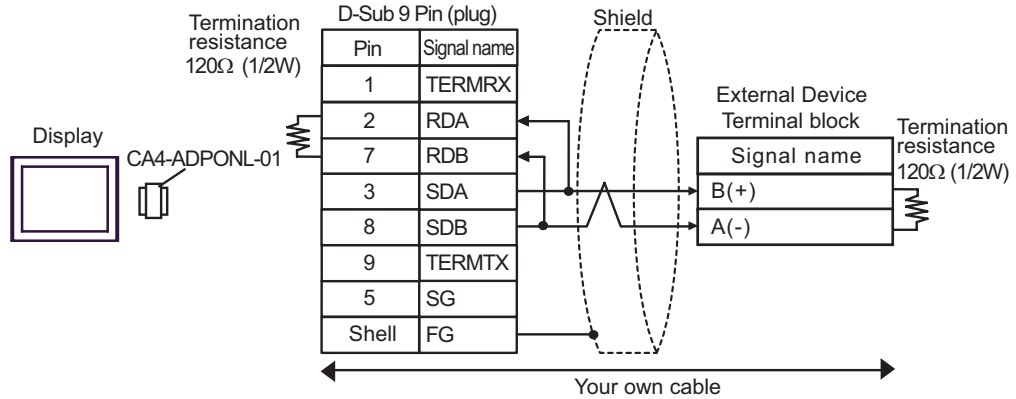 Termination
resistance
120Ω (1/2W)
D-Sub 9 Pin (plug)
Shield
Pin Signal name
1 TERMRX
2 RDA
7 RDB
3 SDA
8 SDB
9 TERMTX
5 SG
Shell FG
Display
CA4-ADPONL-01
External Device
Terminal block
Signal name
B(+)
A(-)
Termination
resistance
120Ω (1/2W)
Your own cable